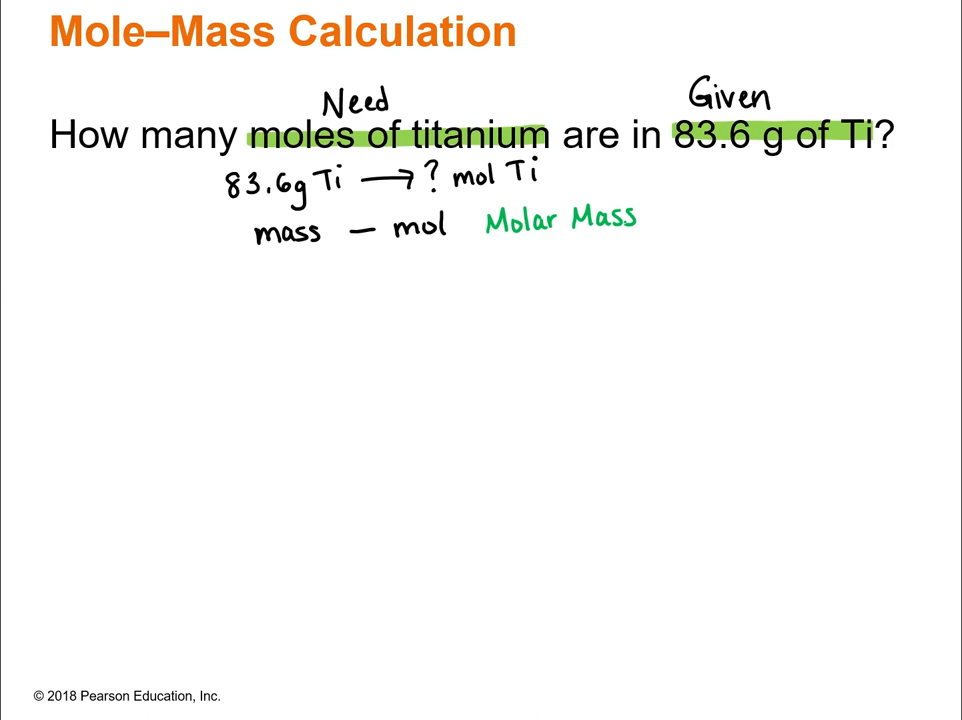 Mole–Mass Calculation
Need Given
How many moles of titanium are in 83.6 g of Ti?
83.6g Ti → ? mol Ti
mass – mol Molar Mass
© 2018 Pearson Education, Inc.